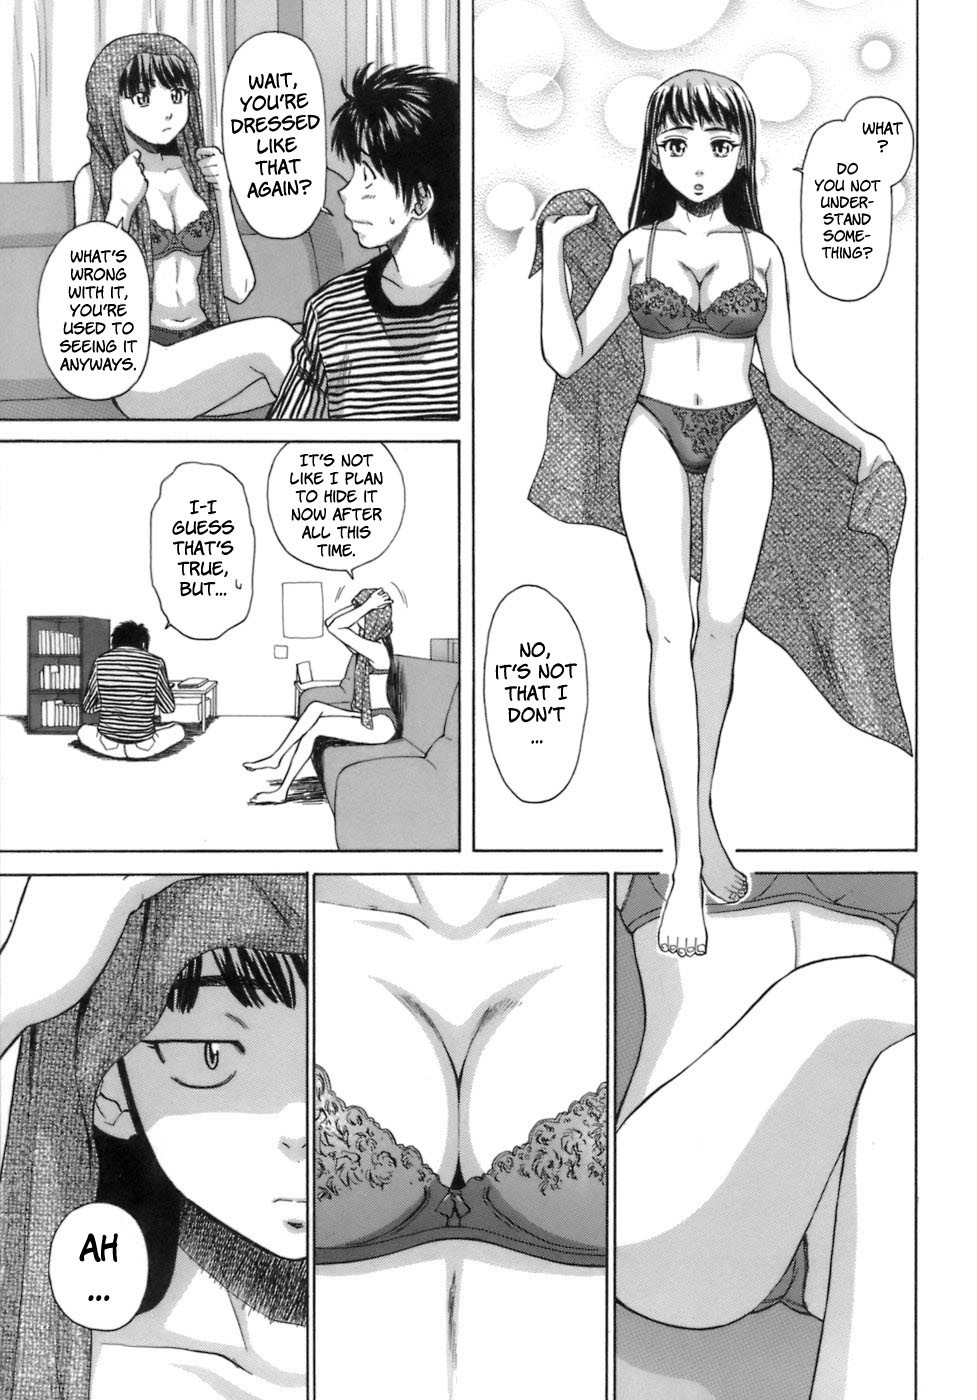 WHAT
?
DO
YOU NOT
UNDER-
STAND
SOME-
THING?
NO,
IT'S NOT
THAT I
DON'T
...
WAIT,
YOU'RE
DRESSED
LIKE
THAT
AGAIN?
WHAT'S
WRONG
WITH IT,
YOU'RE
USED TO
SEEING IT
ANYWAYS.
IT'S NOT
LIKE I PLAN
TO HIDE IT
NOW AFTER
ALL THIS
TIME.
I-I
GUESS
THAT'S
TRUE,
BUT...
AH
...